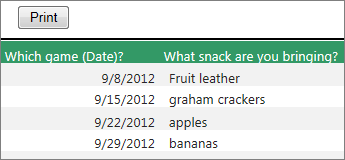 Print
Which game (Date)? What snack are you bringing?
9/8/2012 Fruit leather
9/15/2012 graham crackers
9/22/2012 apples
9/29/2012 bananas